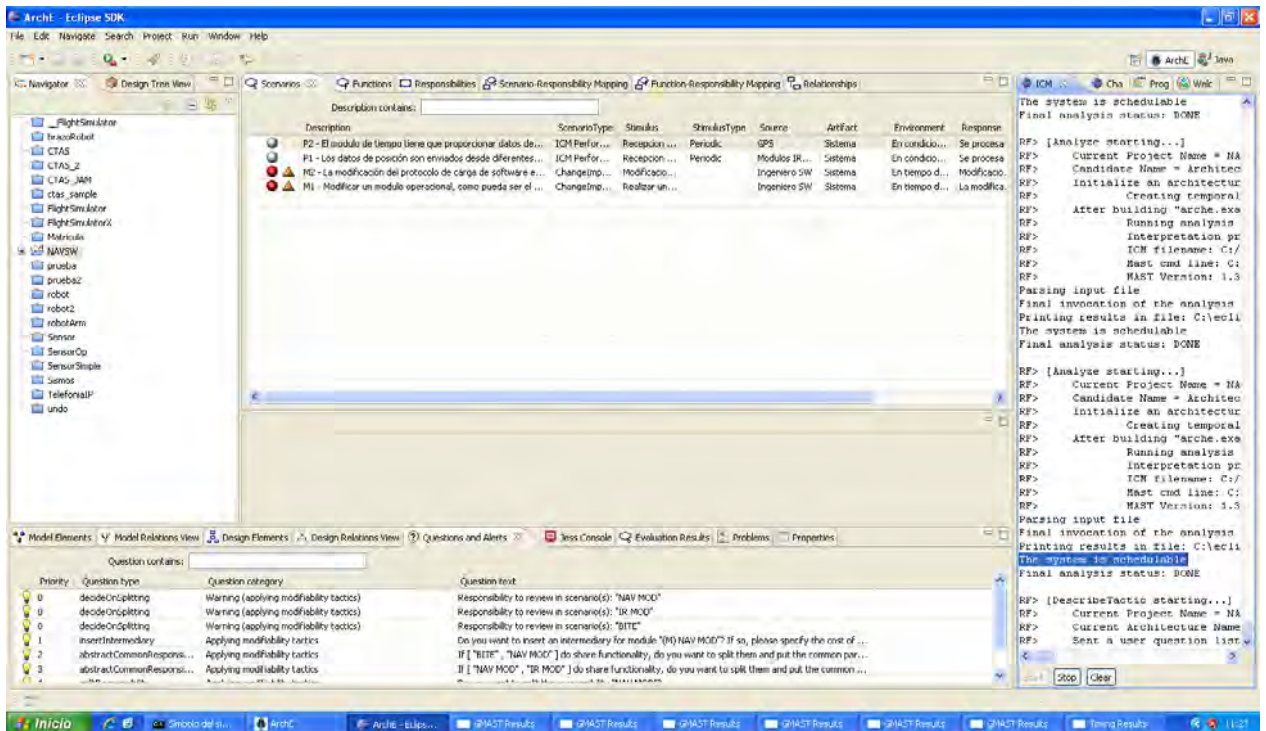 ArchE - Eclipse SDK
File Edit Navigate Search Project Run Window Help
ArchE Java
Navigator Design Tree View
Scenarios Functions Responsibilities Scenario-Responsibility Mapping Function-Responsibility Mapping Relationships
ICM Cha Prog Welc
Description contains:
Description ScenarioType Stimulus StimulusType Source Artifact Environment Response
P2 - El modulo de tiempo tiene que proporcionar datos de... ICM Perfor... Recepcion ... Periodic GPS Sistema En condicio... Se procesa
P1 - Los datos de posición son enviados desde diferentes... ICM Perfor... Recepcion ... Periodic Modulos IR... Sistema En condicio... Se procesa
M2 - La modificación del protocolo de carga de software e... ChangeImp... Modificacio... Ingeniero SW Sistema En tiempo d... Modificacio.
M1 - Modificar un modulo operacional, como pueda ser el ... ChangeImp... Realizar un... Ingeniero SW Sistema En tiempo d... La modifica.
__FlightSimulator
brazoRobot
CTAS
CTAS_2
CTAS_JAM
ctas_sample
FlightSimulator
FlightSimulatorX
Matricula
NAVSW
prueba
prueba2
robot
robot2
robotArm
Sensor
SensorOp
SensorSimple
Sismos
TelefoniaIP
undo
The system is schedulable
Final analysis status: DONE
RF> [Analyze starting...]
RF> Current Project Name = NA
RF> Candidate Name = Architec
RF> Initialize an architectur
RF> Creating temporal
RF> After building "arche.exa
RF> Running analysis
RF> Interpretation pr
RF> ICM filename: C:/
RF> Mast cmd line: C:
RF> MAST Version: 1.3
Parsing input file
Final invocation of the analysis
Printing results in file: C:\ecli
The system is schedulable
Final analysis status: DONE
RF> [Analyze starting...]
RF> Current Project Name = NA
RF> Candidate Name = Architec
RF> Initialize an architectur
RF> Creating temporal
RF> After building "arche.exa
RF> Running analysis
RF> Interpretation pr
RF> ICM filename: C:/
RF> Mast cmd line: C:
RF> MAST Version: 1.3
Parsing input file
Final invocation of the analysis
Printing results in file: C:\ecli
The system is schedulable
Final analysis status: DONE
RF> [DescribeTactic starting...]
RF> Current Project Name = NA
RF> Current Architecture Name
RF> Sent a user question list
Start Stop Clear
Model Elements Model Relations View Design Elements Design Relations View Questions and Alerts Jess Console Evaluation Results Problems Properties
Question contains:
Priority Question type Question category Question text
0 decideOnSplitting Warning (applying modifiability tactics) Responsibility to review in scenario(s): "NAV MOD"
0 decideOnSplitting Warning (applying modifiability tactics) Responsibility to review in scenario(s): "IR MOD"
0 decideOnSplitting Warning (applying modifiability tactics) Responsibility to review in scenario(s): "BITE"
1 insertIntermediary Applying modifiability tactics Do you want to insert an intermediary for module "(M) NAV MOD"? If so, please specify the cost of ...
2 abstractCommonResponsi... Applying modifiability tactics If [ "BITE" , "NAV MOD" ] do share functionality, do you want to split them and put the common par...
3 abstractCommonResponsi... Applying modifiability tactics If [ "NAV MOD" , "IR MOD" ] do share functionality, do you want to split them and put the common ...
Inicio 6 Símbolo del si... ArchE ArchE - Eclips... GMAST Results GMAST Results GMAST Results GMAST Results GMAST Results GMAST Results Timing Results 11:21